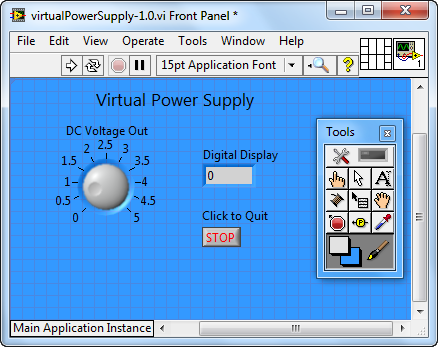 virtualPowerSupply-1.0.vi Front Panel *
File Edit View Operate Tools Window Help
15pt Application Font
1
Virtual Power Supply
DC Voltage Out
0
0.5
1
1.5
2
2.5
3
3.5
4
4.5
5
Digital Display
0
Click to Quit
STOP
Tools
Main Application Instance